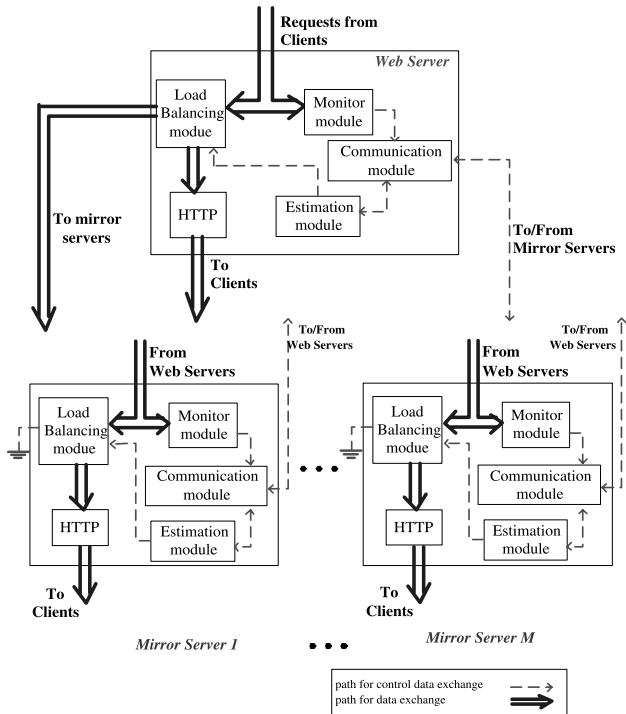 Requests from
Clients
Web Server
Load
Balancing
modue
Monitor
module
Communication
module
HTTP
Estimation
module
To mirror
servers
To/From
Mirror Servers
To
Clients
To/From
Web Servers
To/From
Web Servers
From
Web Servers
Load
Balancing
modue
Monitor
module
Communication
module
HTTP
Estimation
module
To
Clients
From
Web Servers
Load
Balancing
modue
Monitor
module
Communication
module
HTTP
Estimation
module
To
Clients
Mirror Server 1
Mirror Server M
path for control data exchange
path for data exchange